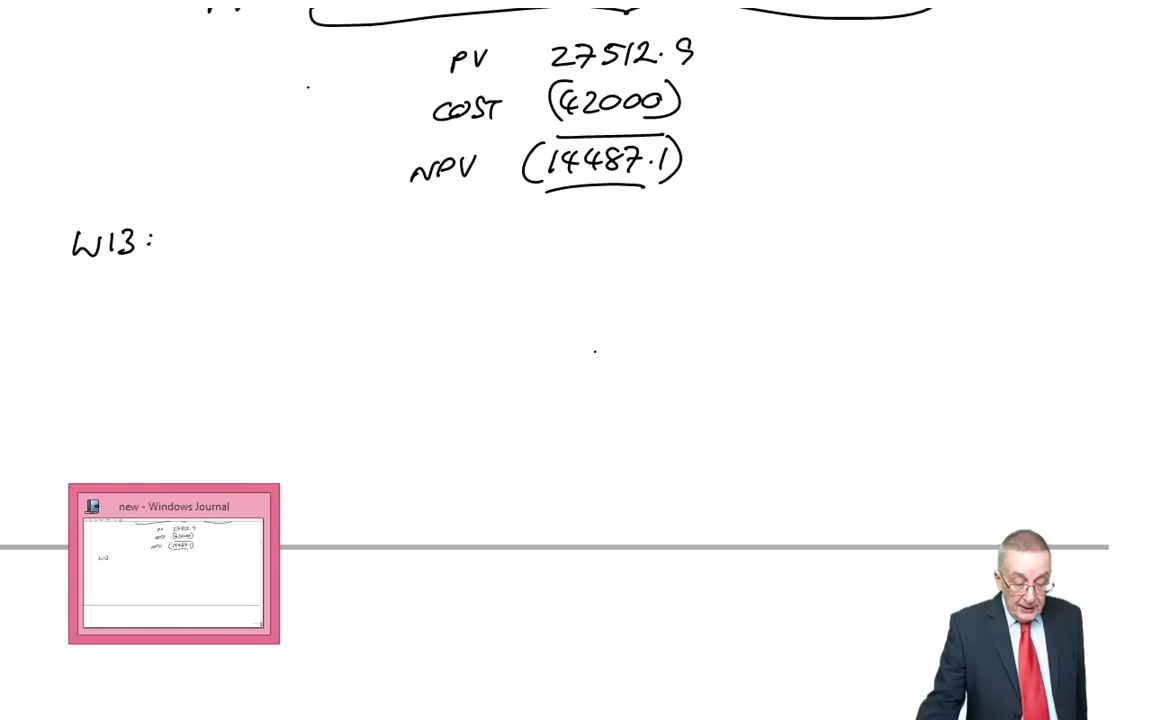 PV 27512.9
COST (42000)
NPV (14487.1)
W13:
new - Windows Journal